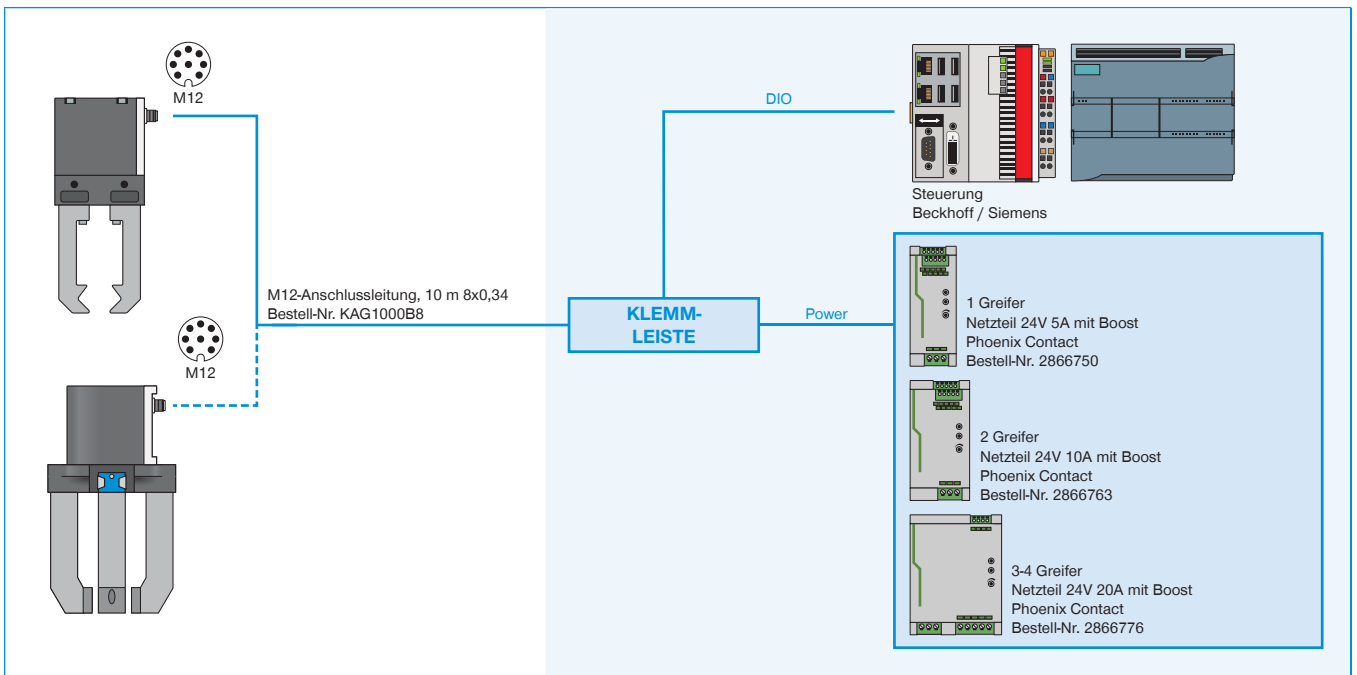 M12
M12
M12-Anschlussleitung, 10 m 8x0,34
Bestell-Nr. KAG1000B8
KLEMM-
LEISTE
DIO
Power
Steuerung
Beckhoff / Siemens
1 Greifer
Netzteil 24V 5A mit Boost
Phoenix Contact
Bestell-Nr. 2866750
2 Greifer
Netzteil 24V 10A mit Boost
Phoenix Contact
Bestell-Nr. 2866763
3-4 Greifer
Netzteil 24V 20A mit Boost
Phoenix Contact
Bestell-Nr. 2866776